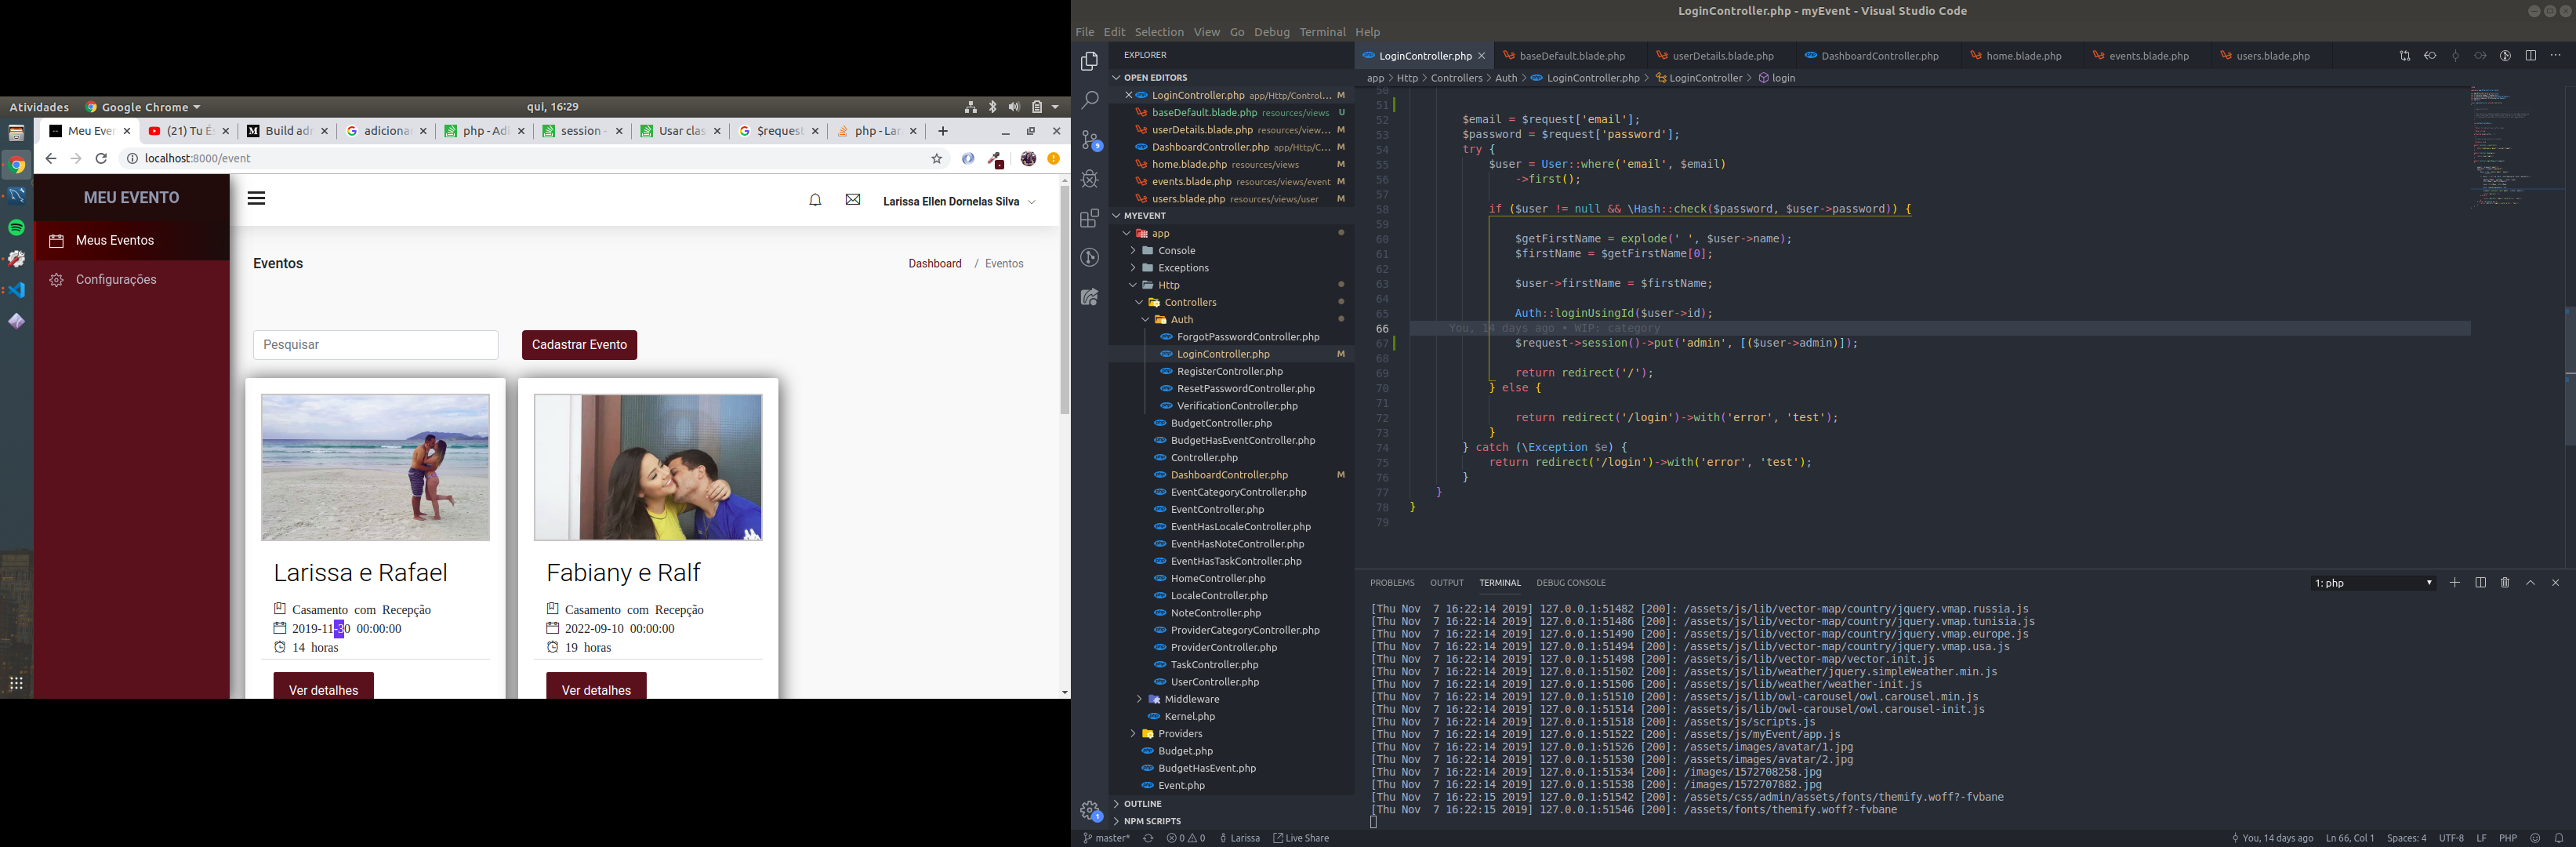 Atividades
Google Chrome
qui, 16:29
Meu Ever
(21) Tu É
Build adr
adicionar
php - Adi
session -
Usar clas
$request
php - Lar
localhost:8000/event
MEU EVENTO
Meus Eventos
Configurações
Larissa Ellen Dornelas Silva
Eventos
Dashboard / Eventos
Pesquisar
Cadastrar Evento
Larissa e Rafael
Casamento com Recepção
2019-11-30 00:00:00
14 horas
Ver detalhes
Fabiany e Ralf
Casamento com Recepção
2022-09-10 00:00:00
19 horas
Ver detalhes
LoginController.php - myEvent - Visual Studio Code
File Edit Selection View Go Debug Terminal Help
EXPLORER
OPEN EDITORS
LoginController.php app/Http/Control... M
baseDefault.blade.php resources/views U
userDetails.blade.php resources/view... M
DashboardController.php app/Http/C... M
home.blade.php resources/views M
events.blade.php resources/views/event M
users.blade.php resources/views/user M
MYEVENT
app
Console
Exceptions
Http
Controllers
Auth
ForgotPasswordController.php
LoginController.php M
RegisterController.php
ResetPasswordController.php
VerificationController.php
BudgetController.php
BudgetHasEventController.php
Controller.php
DashboardController.php M
EventCategoryController.php
EventController.php
EventHasLocaleController.php
EventHasNoteController.php
EventHasTaskController.php
HomeController.php
LocaleController.php
NoteController.php
ProviderCategoryController.php
ProviderController.php
TaskController.php
UserController.php
Middleware
Kernel.php
Providers
Budget.php
BudgetHasEvent.php
Event.php
OUTLINE
NPM SCRIPTS
9
1
LoginController.php baseDefault.blade.php userDetails.blade.php DashboardController.php home.blade.php events.blade.php users.blade.php
app > Http > Controllers > Auth > LoginController.php > LoginController > login
50
51
52 $email = $request['email'];
53 $password = $request['password'];
54 try {
55 $user = User::where('email', $email)
56 ->first();
57
58 if ($user != null && \Hash::check($password, $user->password)) {
59
60 $getFirstName = explode(' ', $user->name);
61 $firstName = $getFirstName[0];
62
63 $user->firstName = $firstName;
64
65 Auth::loginUsingId($user->id);
66 You, 14 days ago • WIP: category
67 $request->session()->put('admin', [($user->admin)]);
68
69 return redirect('/');
70 } else {
71
72 return redirect('/login')->with('error', 'test');
73 }
74 } catch (\Exception $e) {
75 return redirect('/login')->with('error', 'test');
76 }
77 }
78 }
79
PROBLEMS OUTPUT TERMINAL DEBUG CONSOLE
1: php
[Thu Nov  7 16:22:14 2019] 127.0.0.1:51482 [200]: /assets/js/lib/vector-map/country/jquery.vmap.russia.js
[Thu Nov  7 16:22:14 2019] 127.0.0.1:51486 [200]: /assets/js/lib/vector-map/country/jquery.vmap.tunisia.js
[Thu Nov  7 16:22:14 2019] 127.0.0.1:51490 [200]: /assets/js/lib/vector-map/country/jquery.vmap.europe.js
[Thu Nov  7 16:22:14 2019] 127.0.0.1:51494 [200]: /assets/js/lib/vector-map/country/jquery.vmap.usa.js
[Thu Nov  7 16:22:14 2019] 127.0.0.1:51498 [200]: /assets/js/lib/vector-map/vector.init.js
[Thu Nov  7 16:22:14 2019] 127.0.0.1:51502 [200]: /assets/js/lib/weather/jquery.simpleWeather.min.js
[Thu Nov  7 16:22:14 2019] 127.0.0.1:51506 [200]: /assets/js/lib/weather/weather-init.js
[Thu Nov  7 16:22:14 2019] 127.0.0.1:51510 [200]: /assets/js/lib/owl-carousel/owl.carousel.min.js
[Thu Nov  7 16:22:14 2019] 127.0.0.1:51514 [200]: /assets/js/lib/owl-carousel/owl.carousel-init.js
[Thu Nov  7 16:22:14 2019] 127.0.0.1:51518 [200]: /assets/js/scripts.js
[Thu Nov  7 16:22:14 2019] 127.0.0.1:51522 [200]: /assets/js/myEvent/app.js
[Thu Nov  7 16:22:14 2019] 127.0.0.1:51526 [200]: /assets/images/avatar/1.jpg
[Thu Nov  7 16:22:14 2019] 127.0.0.1:51530 [200]: /assets/images/avatar/2.jpg
[Thu Nov  7 16:22:14 2019] 127.0.0.1:51534 [200]: /images/1572708258.jpg
[Thu Nov  7 16:22:14 2019] 127.0.0.1:51538 [200]: /images/1572707882.jpg
[Thu Nov  7 16:22:15 2019] 127.0.0.1:51542 [200]: /assets/css/admin/assets/fonts/themify.woff?-fvbane
[Thu Nov  7 16:22:15 2019] 127.0.0.1:51546 [200]: /assets/fonts/themify.woff?-fvbane
master* 0 0 Larissa Live Share
You, 14 days ago Ln 66, Col 1 Spaces: 4 UTF-8 LF PHP